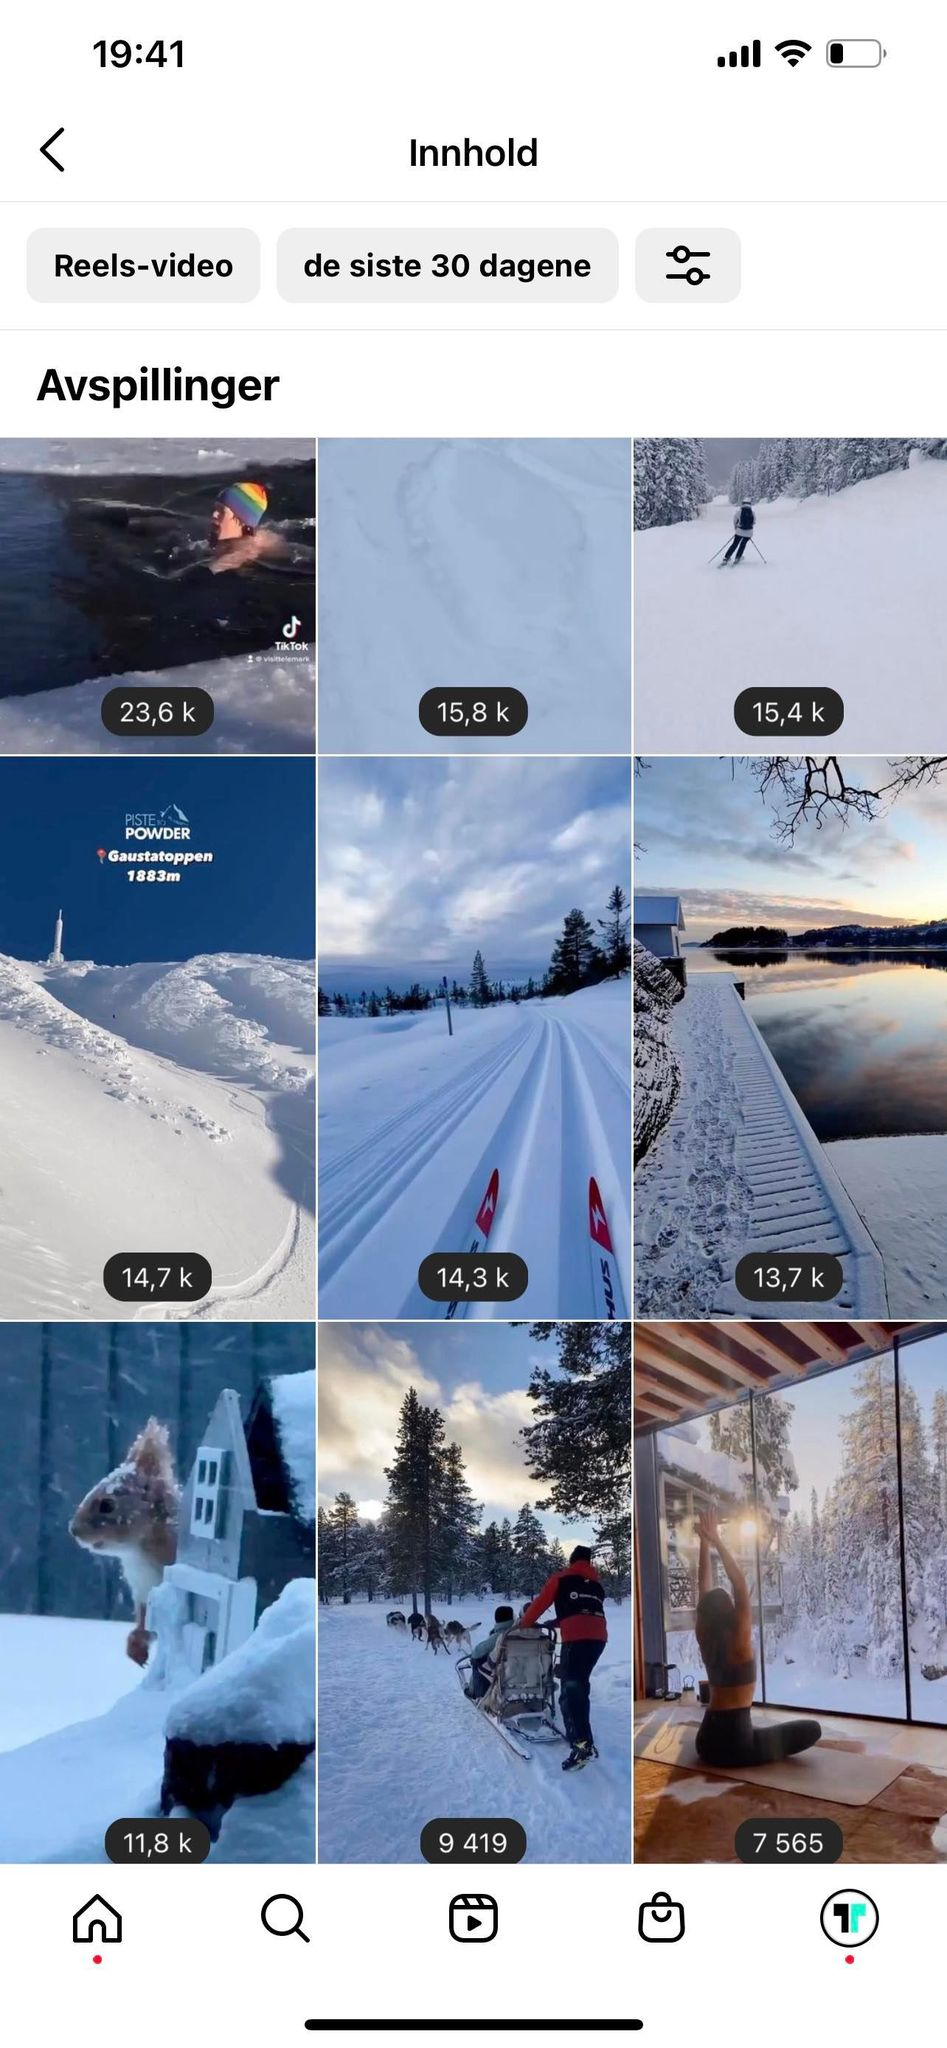 19:41
Innhold
Reels-video
de siste 30 dagene
Avspillinger
TikTok
@ visittelemark
23,6 k
15,8 k
15,4 k
PISTE TO
POWDER
Gaustatoppen
1883m
14,7 k
14,3 k
13,7 k
11,8 k
9 419
7 565